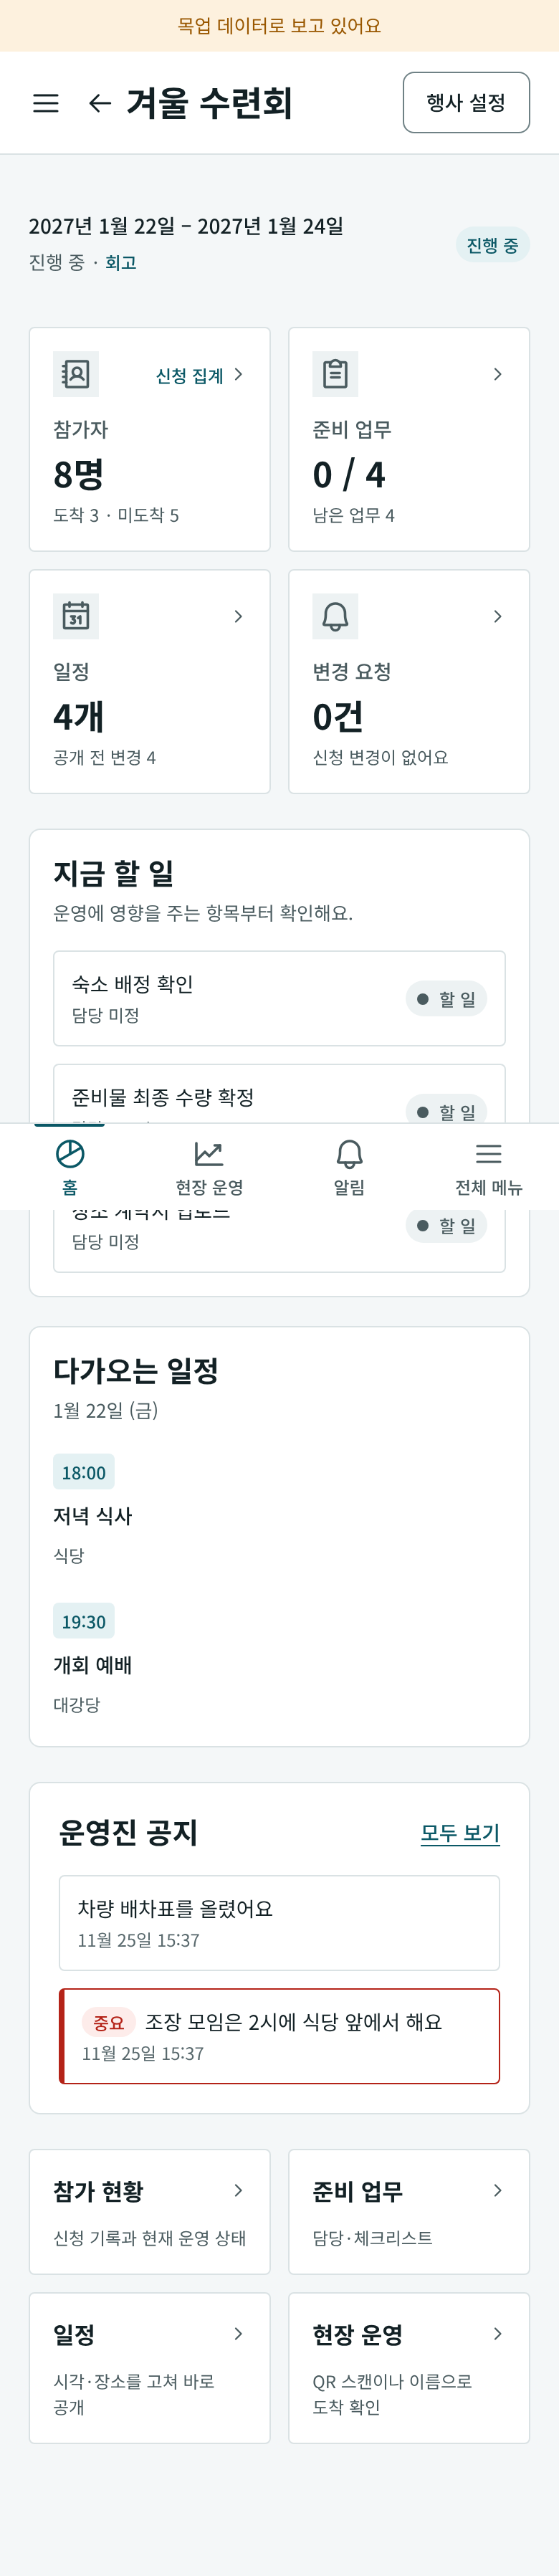 목업 데이터로 보고 있어요
겨울 수련회
행사 설정
2027년 1월 22일 – 2027년 1월 24일
진행 중 · 회고
진행 중
신청 집계
참가자
8명
도착 3 · 미도착 5
준비 업무
0 / 4
남은 업무 4
31
일정
4개
공개 전 변경 4
변경 요청
0건
신청 변경이 없어요
지금 할 일
운영에 영향을 주는 항목부터 확인해요.
숙소 배정 확인
담당 미정
할 일
준비물 최종 수량 확정
할 일
홈
현장 운영
알림
전체 메뉴
할 일
담당 미정
다가오는 일정
1월 22일 (금)
18:00
저녁 식사
식당
19:30
개회 예배
대강당
운영진 공지
모두 보기
차량 배차표를 올렸어요
11월 25일 15:37
중요 조장 모임은 2시에 식당 앞에서 해요
11월 25일 15:37
참가 현황
신청 기록과 현재 운영 상태
준비 업무
담당·체크리스트
일정
시각·장소를 고쳐 바로
공개
현장 운영
QR 스캔이나 이름으로
도착 확인